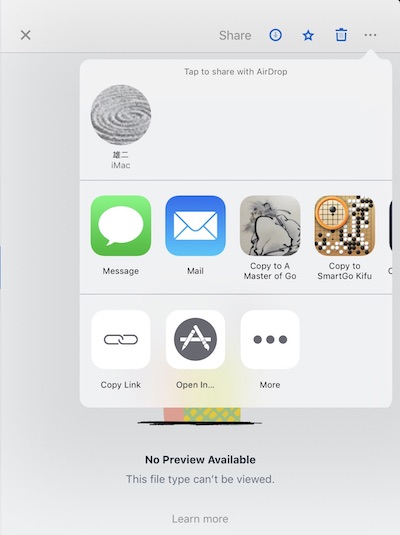 Share
Tap to share with AirDrop
雄二
iMac
Message
Mail
Copy to A
Master of Go
Copy to
SmartGo Kifu
Copy Link
Open In...
More
No Preview Available
This file type can't be viewed.
Learn more